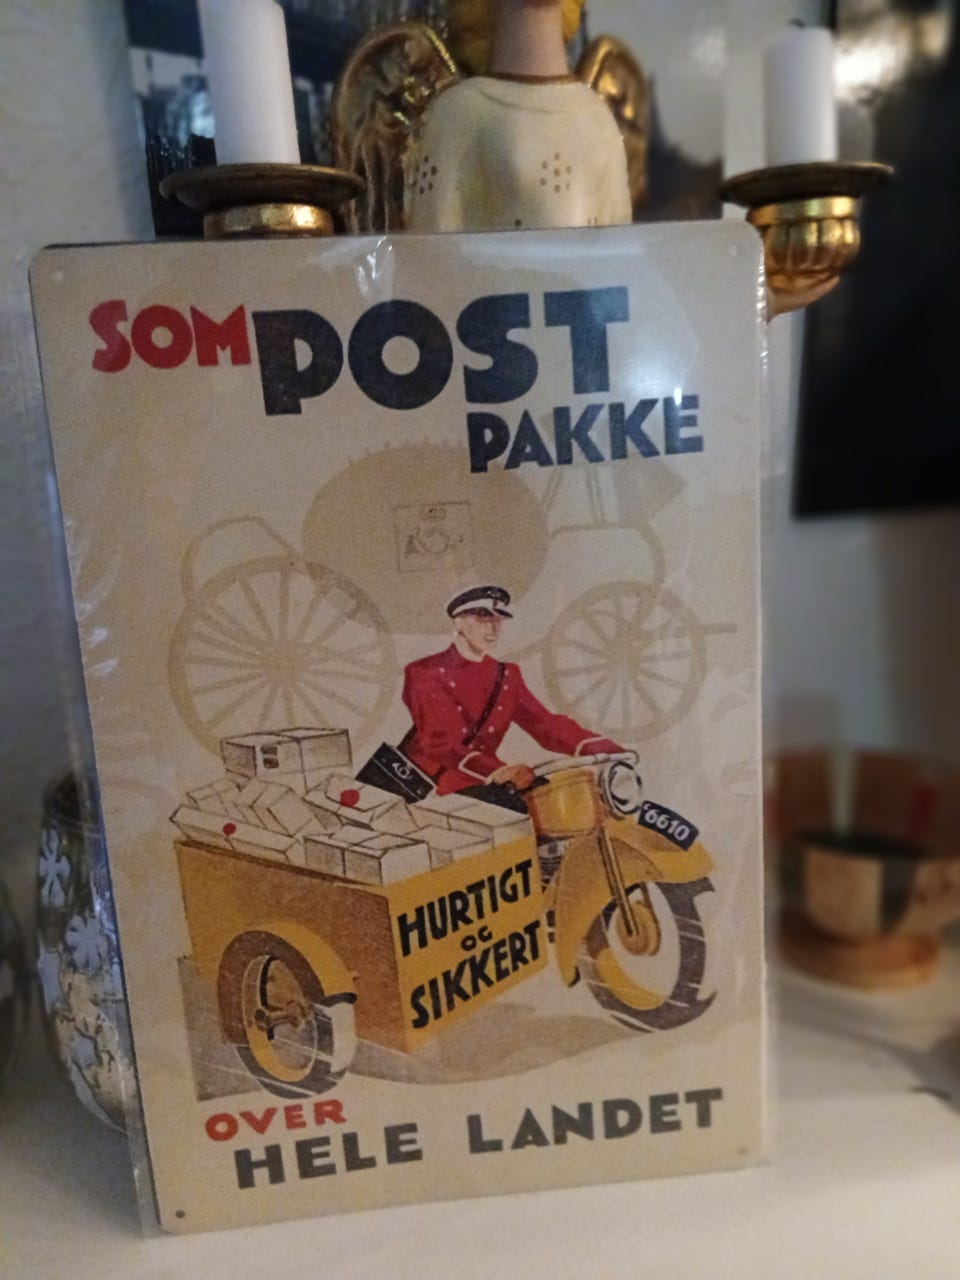 SOM POST
PAKKE
6610
HURTIGT
OG
SIKKERT
OVER
HELE LANDET